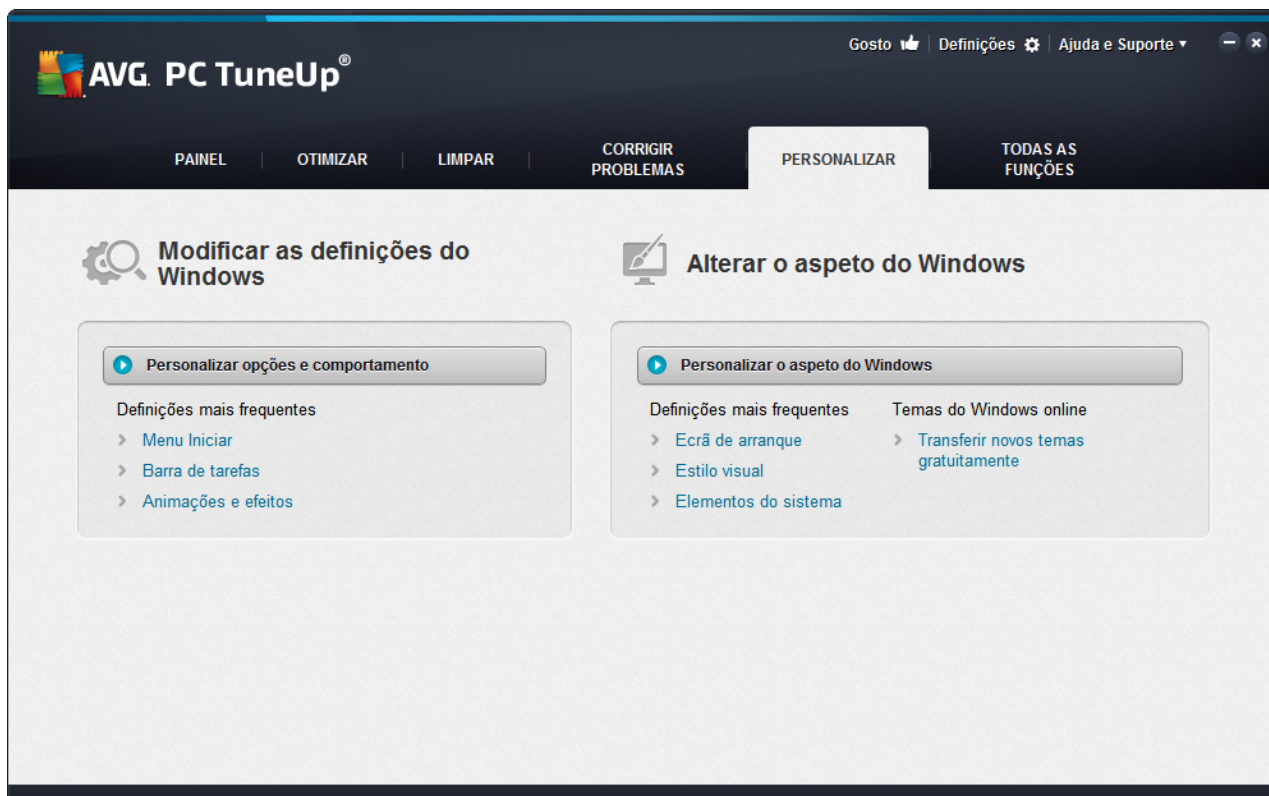 Gosto Definições Ajuda e Suporte
AVG. PC TuneUp®
PAINEL OTIMIZAR LIMPAR CORRIGIR PROBLEMAS PERSONALIZAR TODAS AS FUNÇÕES
Modificar as definições do
Windows
Personalizar opções e comportamento
Definições mais frequentes
Menu Iniciar
Barra de tarefas
Animações e efeitos
Alterar o aspeto do Windows
Personalizar o aspeto do Windows
Definições mais frequentes
Ecrã de arranque
Estilo visual
Elementos do sistema
Temas do Windows online
Transferir novos temas
gratuitamente